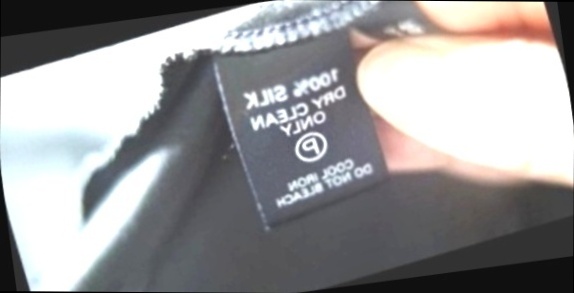 100% SILK
DRY CLEAN
ONLY
P
COOL IRON
DO NOT BLEACH